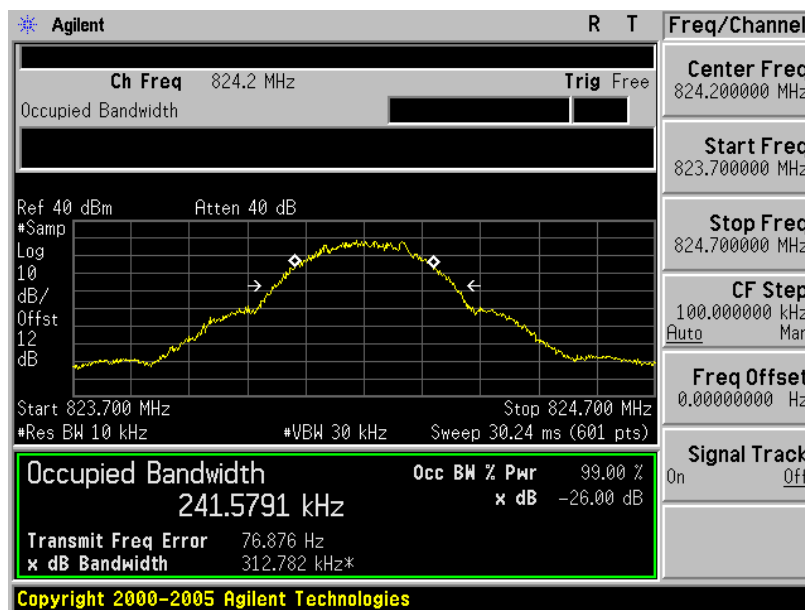 Agilent R T Freq/Channel
Ch Freq 824.2 MHz Trig Free
Occupied Bandwidth
Center Freq
824.200000 MHz
Start Freq
823.700000 MHz
Stop Freq
824.700000 MHz
CF Step
100.000000 kHz
Auto Man
Freq Offset
0.00000000 Hz
Signal Track
On Off
Ref 40 dBm Atten 40 dB
#Samp
Log
10
dB/
Offst
12
dB
Start 823.700 MHz Stop 824.700 MHz
#Res BW 10 kHz #VBW 30 kHz Sweep 30.24 ms (601 pts)
Occupied Bandwidth Occ BW % Pwr 99.00 %
241.5791 kHz x dB -26.00 dB
Transmit Freq Error 76.876 Hz
x dB Bandwidth 312.782 kHz*
Copyright 2000-2005 Agilent Technologies